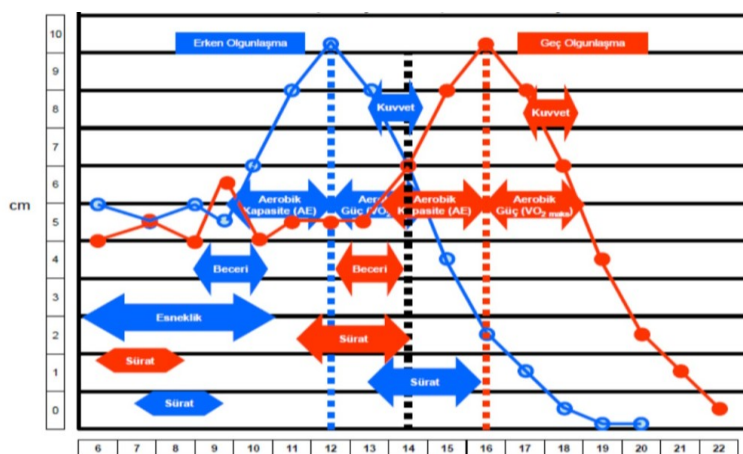 Erken Olgunlaşma
Geç Olgunlaşma
10
9
8
7
6
5
4
3
2
1
0
cm
Kuvvet
Kuvvet
Aerobik
Kapasite (AE)
Aerobik
Güç (VO2
Aerobik
Kapasite (AE)
Aerobik
Güç (VO2 maks)
Beceri
Beceri
Esneklik
Sürat
Sürat
Sürat
Sürat
6 7 8 9 10 11 12 13 14 15 16 17 18 19 20 21 22